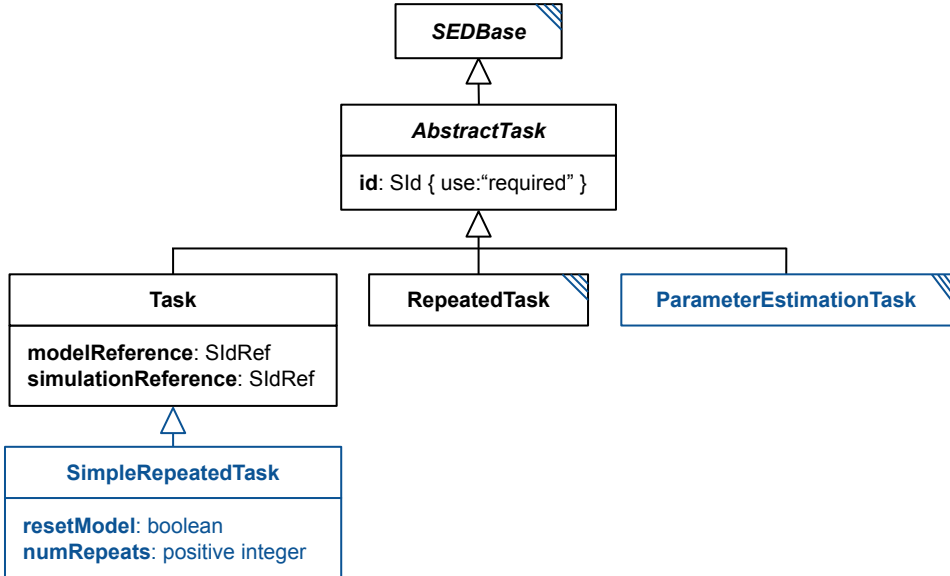 SEDBase
AbstractTask
id: SId { use:“required” }
Task
RepeatedTask
ParameterEstimationTask
modelReference: SIdRef
simulationReference: SIdRef
SimpleRepeatedTask
resetModel: boolean
numRepeats: positive integer